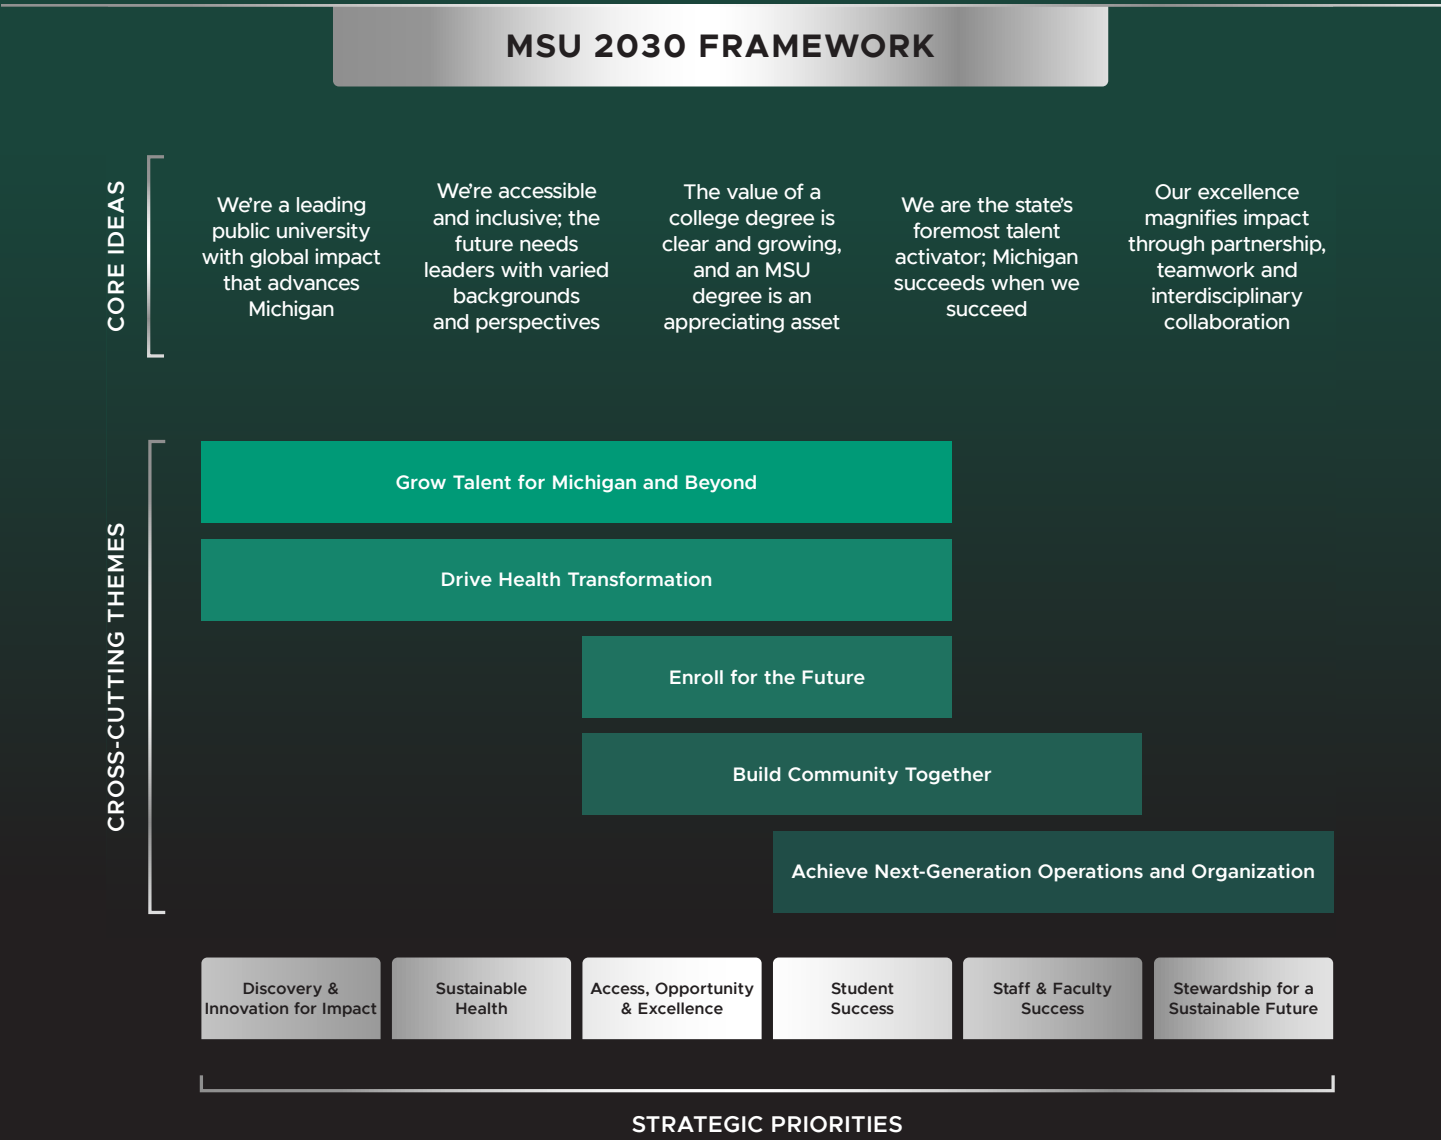 MSU 2030 FRAMEWORK
CORE IDEAS
We’re a leading
public university
with global impact
that advances
Michigan
We’re accessible
and inclusive; the
future needs
leaders with varied
backgrounds
and perspectives
The value of a
college degree is
clear and growing,
and an MSU
degree is an
appreciating asset
We are the state’s
foremost talent
activator; Michigan
succeeds when we
succeed
Our excellence
magnifies impact
through partnership,
teamwork and
interdisciplinary
collaboration
CROSS-CUTTING THEMES
Grow Talent for Michigan and Beyond
Drive Health Transformation
Enroll for the Future
Build Community Together
Achieve Next-Generation Operations and Organization
Discovery &
Innovation for Impact
Sustainable
Health
Access, Opportunity
& Excellence
Student
Success
Staff & Faculty
Success
Stewardship for a
Sustainable Future
STRATEGIC PRIORITIES